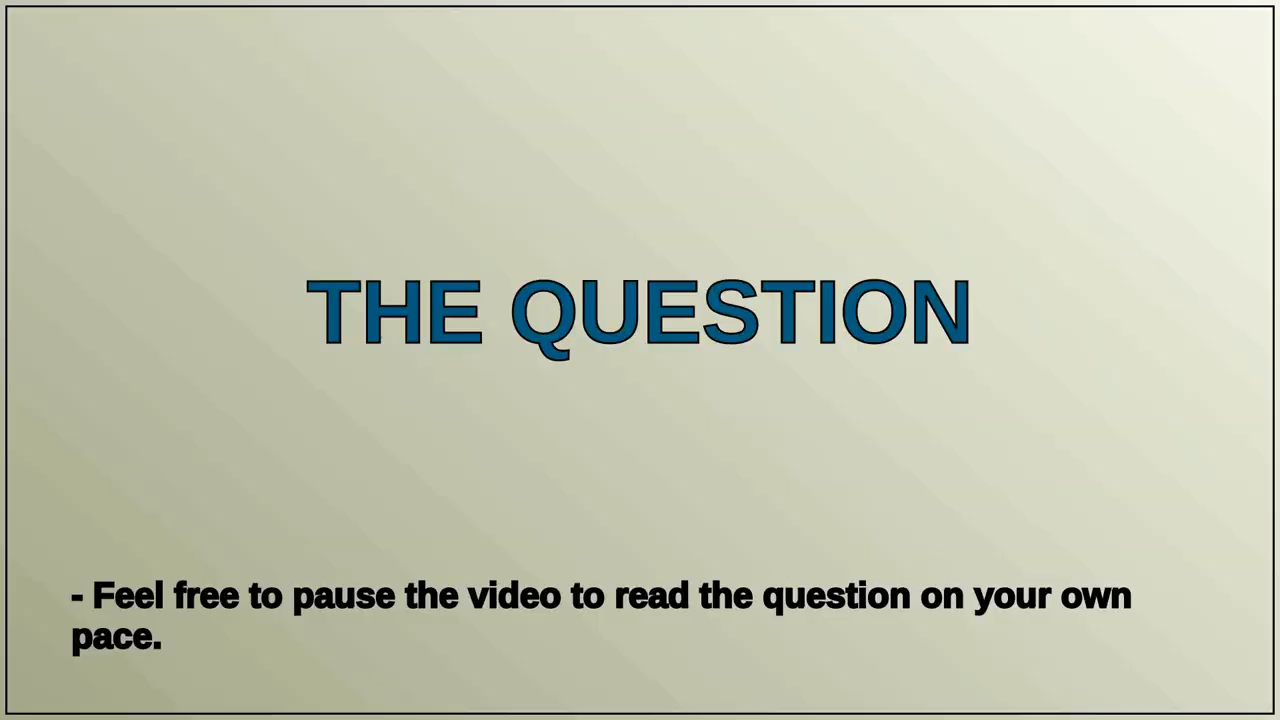 THE QUESTION
- Feel free to pause the video to read the question on your own
pace.